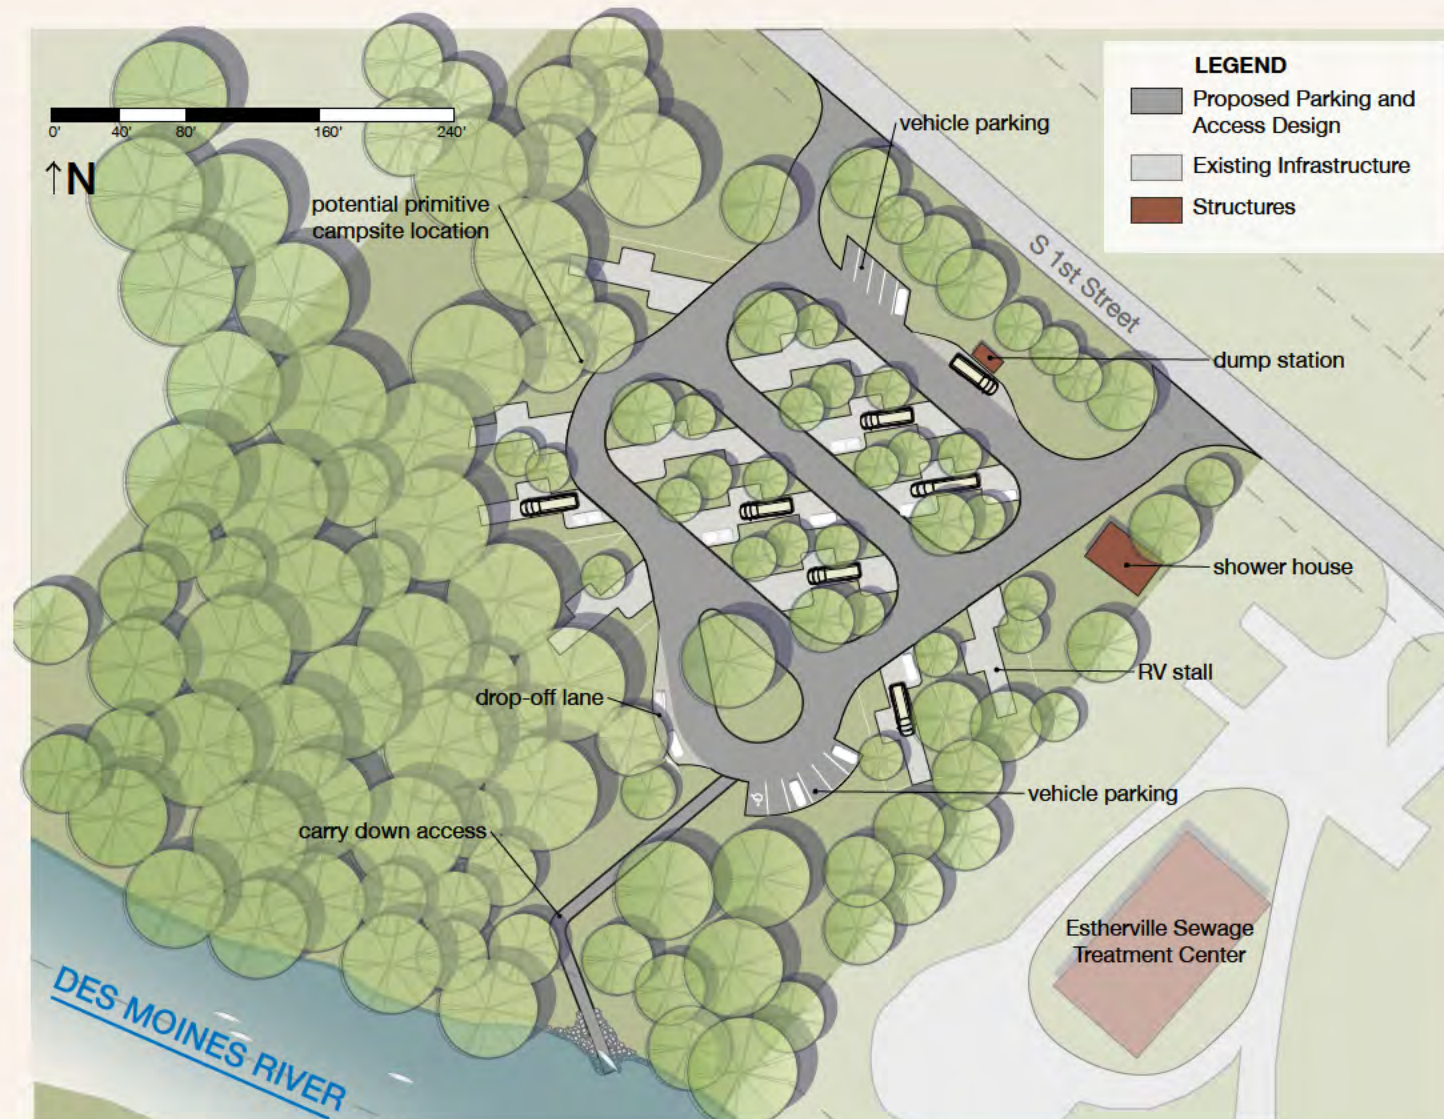 LEGEND
Proposed Parking and
Access Design
Existing Infrastructure
Structures
0' 40' 80' 160' 240'
↑N
vehicle parking
potential primitive
campsite location
S 1st Street
dump station
shower house
RV stall
drop-off lane
vehicle parking
carry down access
Estherville Sewage
Treatment Center
DES MOINES RIVER